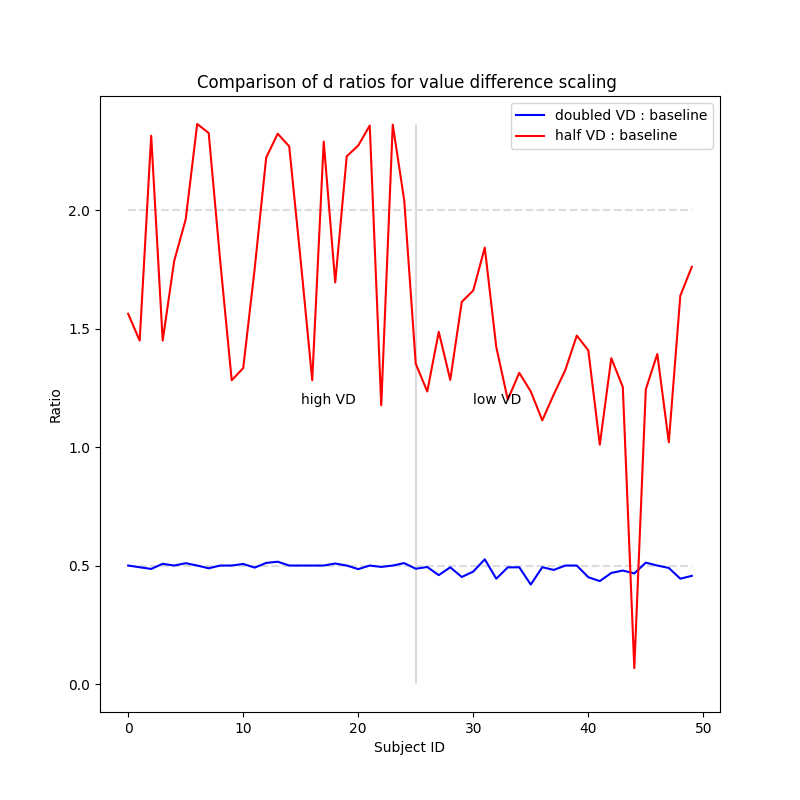 Comparison of d ratios for value difference scaling
doubled VD : baseline
half VD : baseline
2.0
1.5
high VD
low VD
1.0
0.5
0.0
Ratio
0
10
20
30
40
50
Subject ID